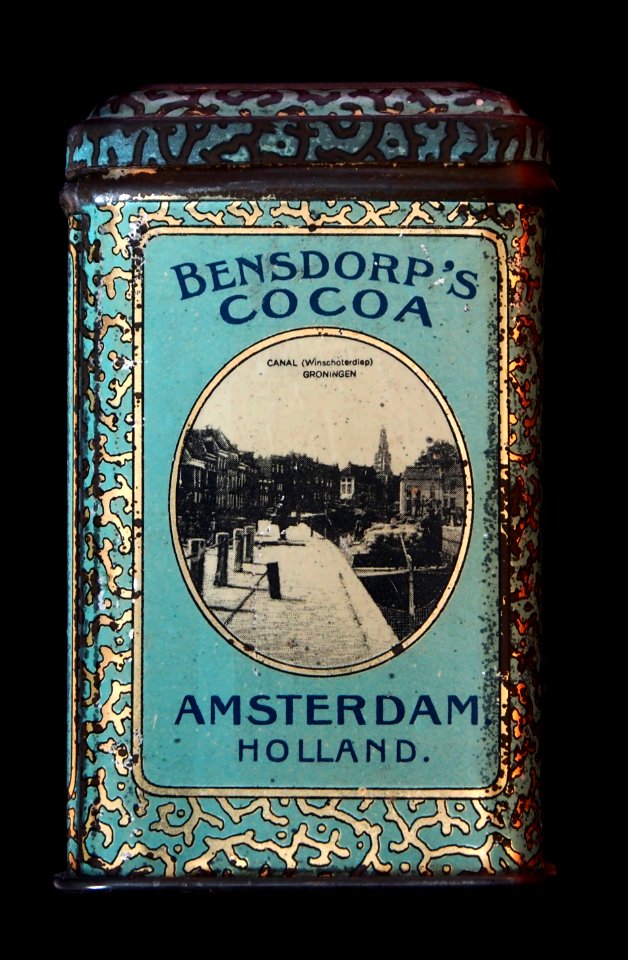 BENSDORP'S
COCOA
CANAL (Winschoterdiep)
GRONINGEN
AMSTERDAM.
HOLLAND.